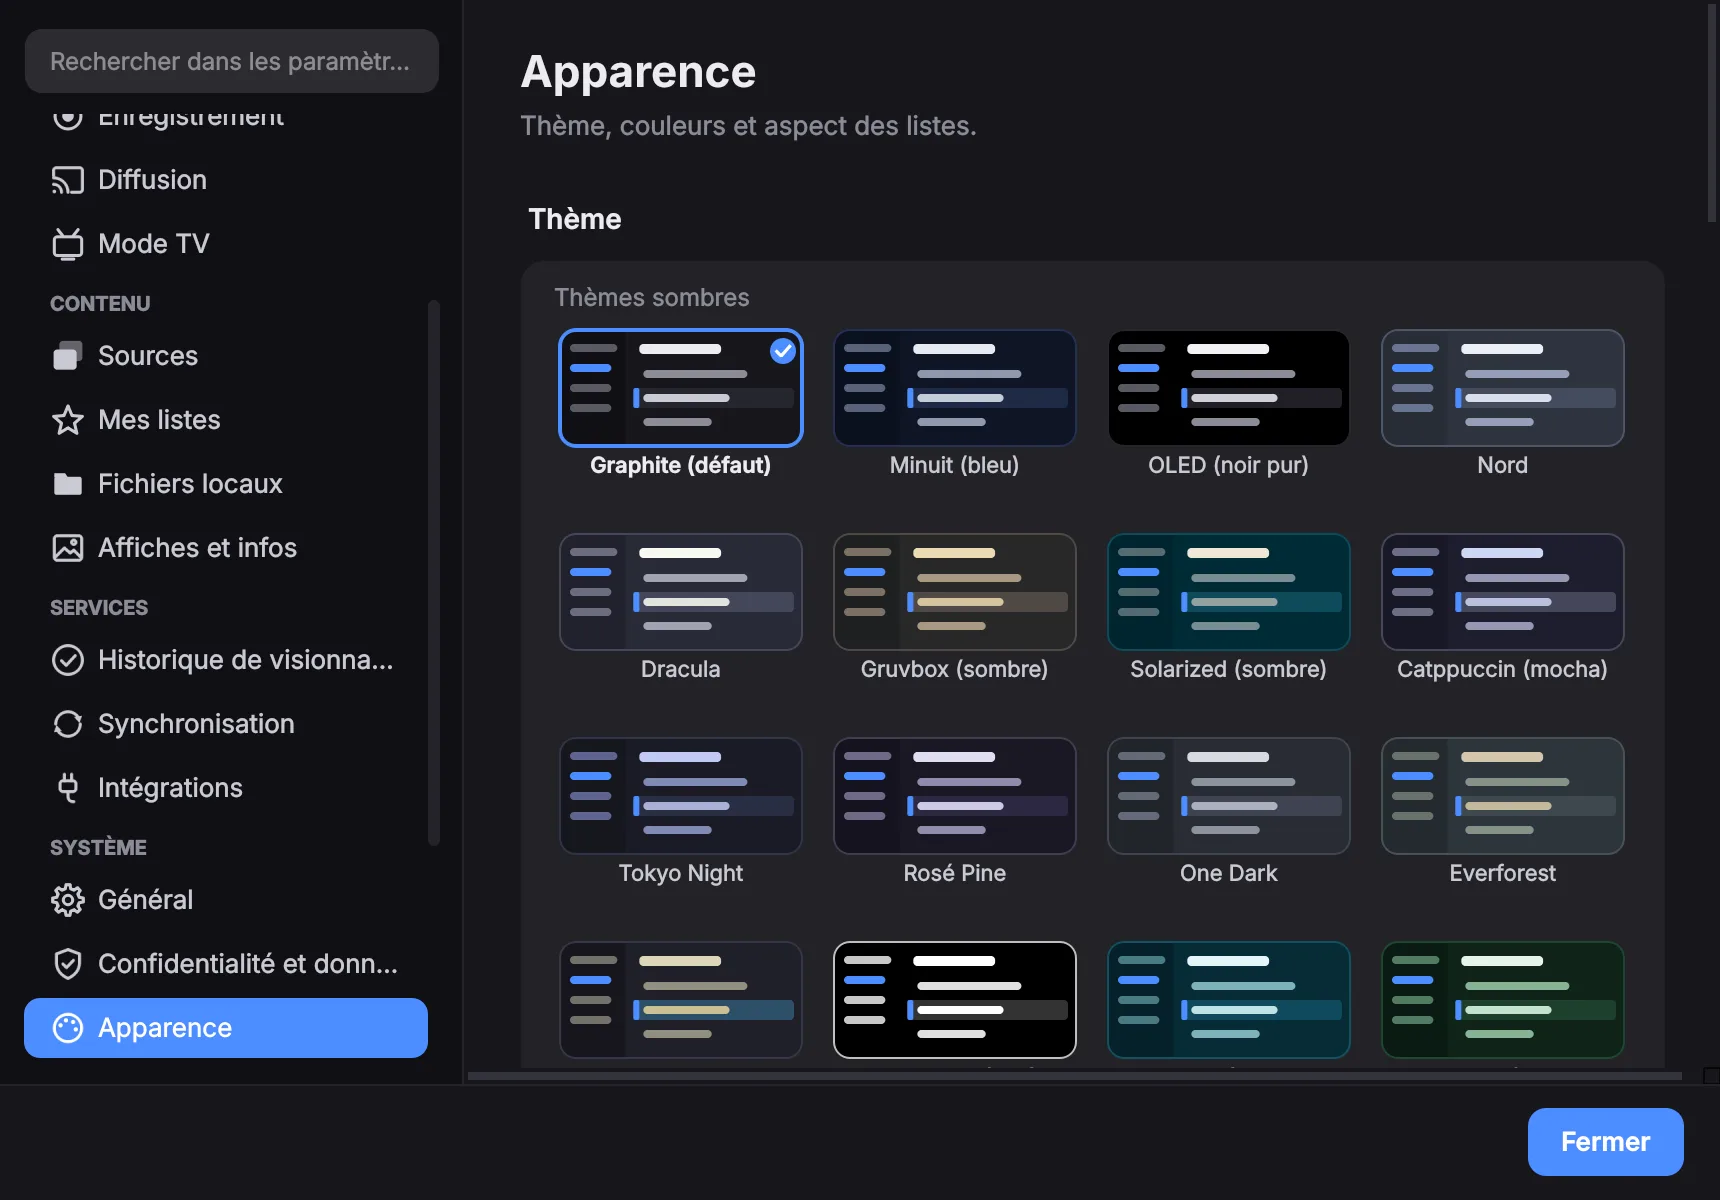 Rechercher dans les paramètr...
Enregistrement
Diffusion
Mode TV
CONTENU
Sources
Mes listes
Fichiers locaux
Affiches et infos
SERVICES
Historique de visionna...
Synchronisation
Intégrations
SYSTÈME
Général
Confidentialité et donn...
Apparence
Apparence
Thème, couleurs et aspect des listes.
Thème
Thèmes sombres
Graphite (défaut)
Minuit (bleu)
OLED (noir pur)
Nord
Dracula
Gruvbox (sombre)
Solarized (sombre)
Catppuccin (mocha)
Tokyo Night
Rosé Pine
One Dark
Everforest
Fermer